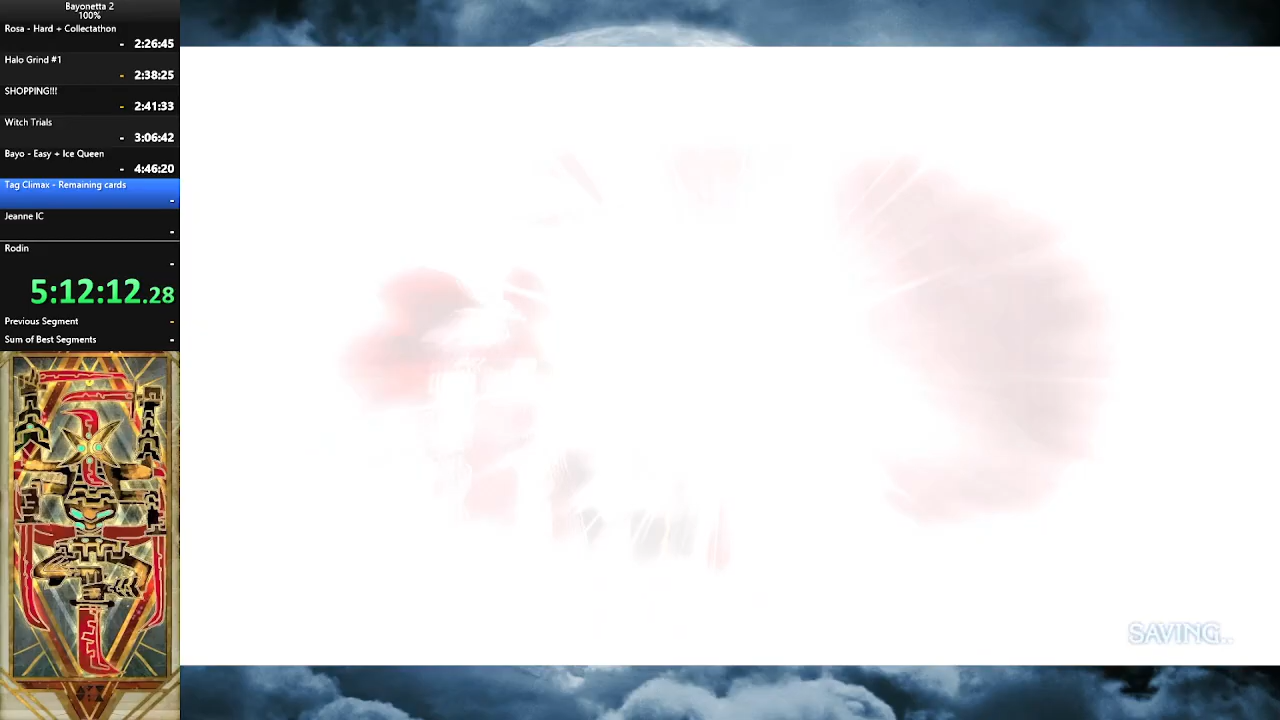 Bayonetta 2
100%
Rosa - Hard + Collectathon
- 2:26:45
Halo Grind #1
- 2:38:25
SHOPPING!!!
- 2:41:33
Witch Trials
- 3:06:42
Bayo - Easy + Ice Queen
- 4:46:20
Tag Climax - Remaining cards
-
Jeanne IC
-
Rodin
-
5:12:12.28
Previous Segment -
Sum of Best Segments -
SAVING..